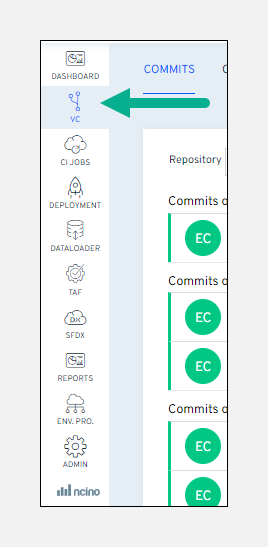 DASHBOARD
COMMITS
VC
CI JOBS
Repository
DEPLOYMENT
Commits o
EC
DATALOADER
Commits o
TAF
EC
DX
SFDX
EC
REPORTS
Commits o
ENV. PRO.
EC
ADMIN
ncino
EC